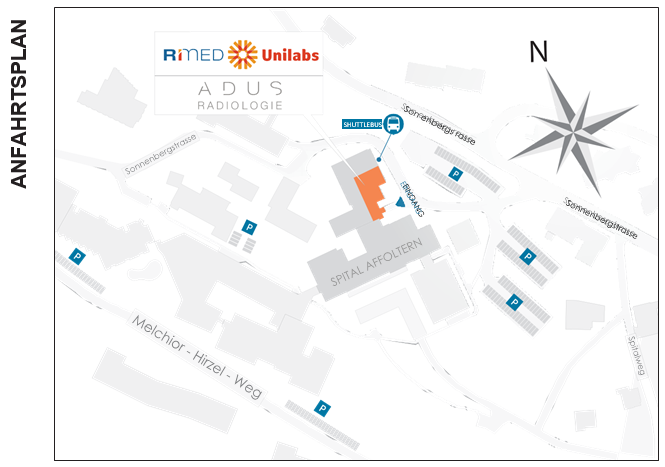 ANFAHRTSPLAN
RIMED Unilabs
ADUS
RADIOLOGIE
N
SHUTTLEBUS
Sonnenbergstrasse
Sonnenbergstrasse
P
EINGANG
Sonnenbergstrasse
P
P
P
SPITAL AFFOLTERN
P
Melchior - Hirzel - Weg
Spitalweg
P